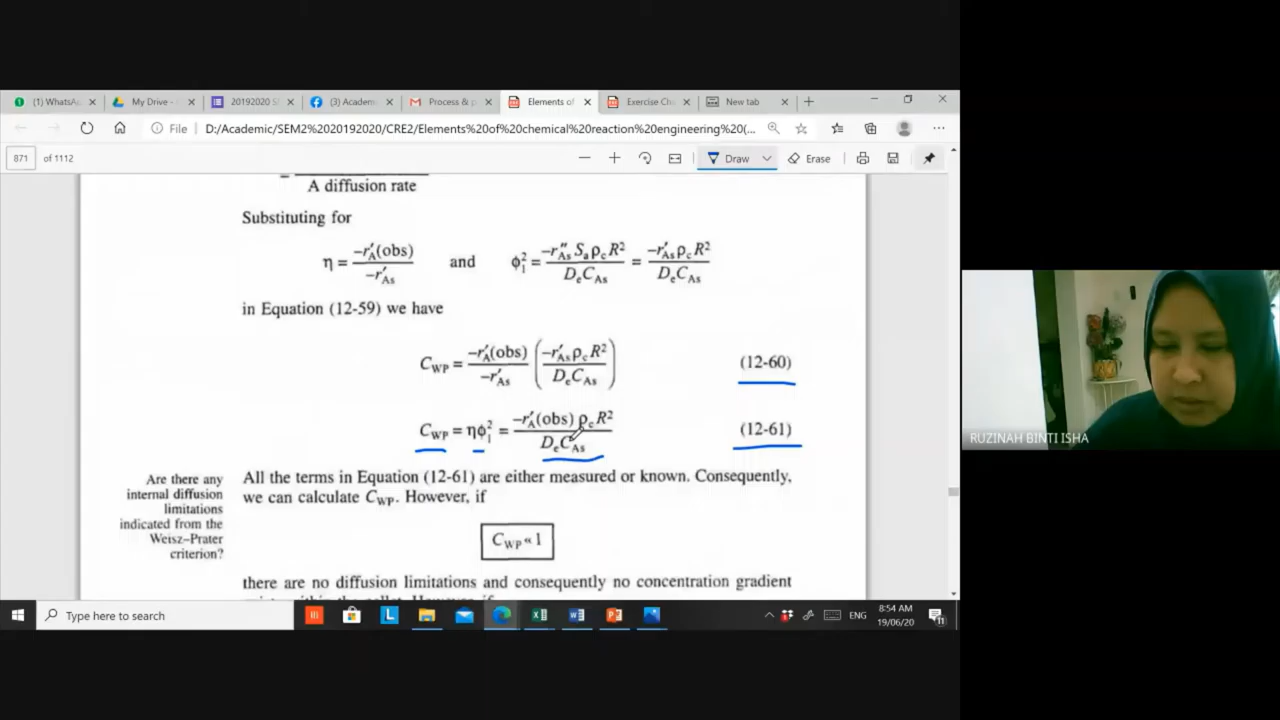 (1) WhatsA
My Drive -
20192020 S
(3) Academ
Process & p
Elements of
Exercise Ch
New tab
File
D:/Academic/SEM2%2020192020/CRE2/Elements%20of%20chemical%20reaction%20engineering%20(...
871 of 1112
Draw
Erase
A diffusion rate
Substituting for
η = -r′A(obs) / -r′As and ϕ₁² = -r″As Sa ρc R² / De CAs = -r′As ρc R² / De CAs
in Equation (12-59) we have
CWP = -r′A(obs) / -r′As (-r′As ρc R² / De CAs) (12-60)
CWP = ηϕ₁² = -r′A(obs) ρc R² / De CAs (12-61)
Are there any
internal diffusion
limitations
indicated from the
Weisz–Prater
criterion?
All the terms in Equation (12-61) are either measured or known. Consequently,
we can calculate CWP. However, if
CWP << 1
there are no diffusion limitations and consequently no concentration gradient
RUZINAH BINTI ISHA
Type here to search
ENG
8:54 AM
19/06/20
11